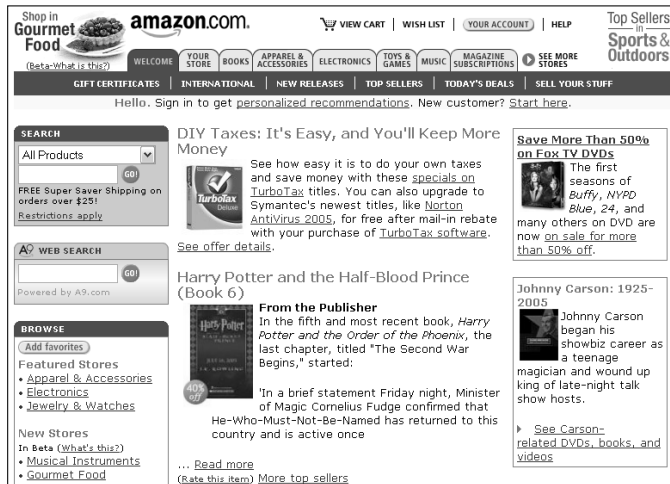 Shop in
Gourmet
Food
(Beta-What is this?)
amazon.com.
VIEW CART | WISH LIST | YOUR ACCOUNT | HELP
Top Sellers
in
Sports &
Outdoors
WELCOME YOUR STORE BOOKS APPAREL & ACCESSORIES ELECTRONICS TOYS & GAMES MUSIC MAGAZINE SUBSCRIPTIONS SEE MORE STORES
GIFT CERTIFICATES | INTERNATIONAL | NEW RELEASES | TOP SELLERS | TODAY'S DEALS | SELL YOUR STUFF
Hello. Sign in to get personalized recommendations. New customer? Start here.
SEARCH
All Products
GO!
FREE Super Saver Shipping on
orders over $25!
Restrictions apply
A9 WEB SEARCH
GO!
Powered by A9.com
BROWSE
Add favorites
Featured Stores
• Apparel & Accessories
• Electronics
• Jewelry & Watches
New Stores
In Beta (What's this?)
• Musical Instruments
• Gourmet Food
DIY Taxes: It's Easy, and You'll Keep More
Money
TurboTax
Deluxe
See how easy it is to do your own taxes
and save money with these specials on
TurboTax titles. You can also upgrade to
Symantec's newest titles, like Norton
AntiVirus 2005, for free after mail-in rebate
with your purchase of TurboTax software.
See offer details.
Harry Potter and the Half-Blood Prince
(Book 6)
Harry Potter
J.K. ROWLING
40%
off
From the Publisher
In the fifth and most recent book, Harry
Potter and the Order of the Phoenix, the
last chapter, titled "The Second War
Begins," started:
'In a brief statement Friday night, Minister
of Magic Cornelius Fudge confirmed that
He-Who-Must-Not-Be-Named has returned to this
country and is active once
... Read more
(Rate this item) More top sellers
Save More Than 50%
on Fox TV DVDs
The first
seasons of
Buffy, NYPD
Blue, 24, and
many others on DVD are
now on sale for more
than 50% off.
Johnny Carson: 1925-
2005
Johnny Carson
began his
showbiz career as
a teenage
magician and wound up
king of late-night talk
show hosts.
See Carson-
related DVDs, books, and
videos